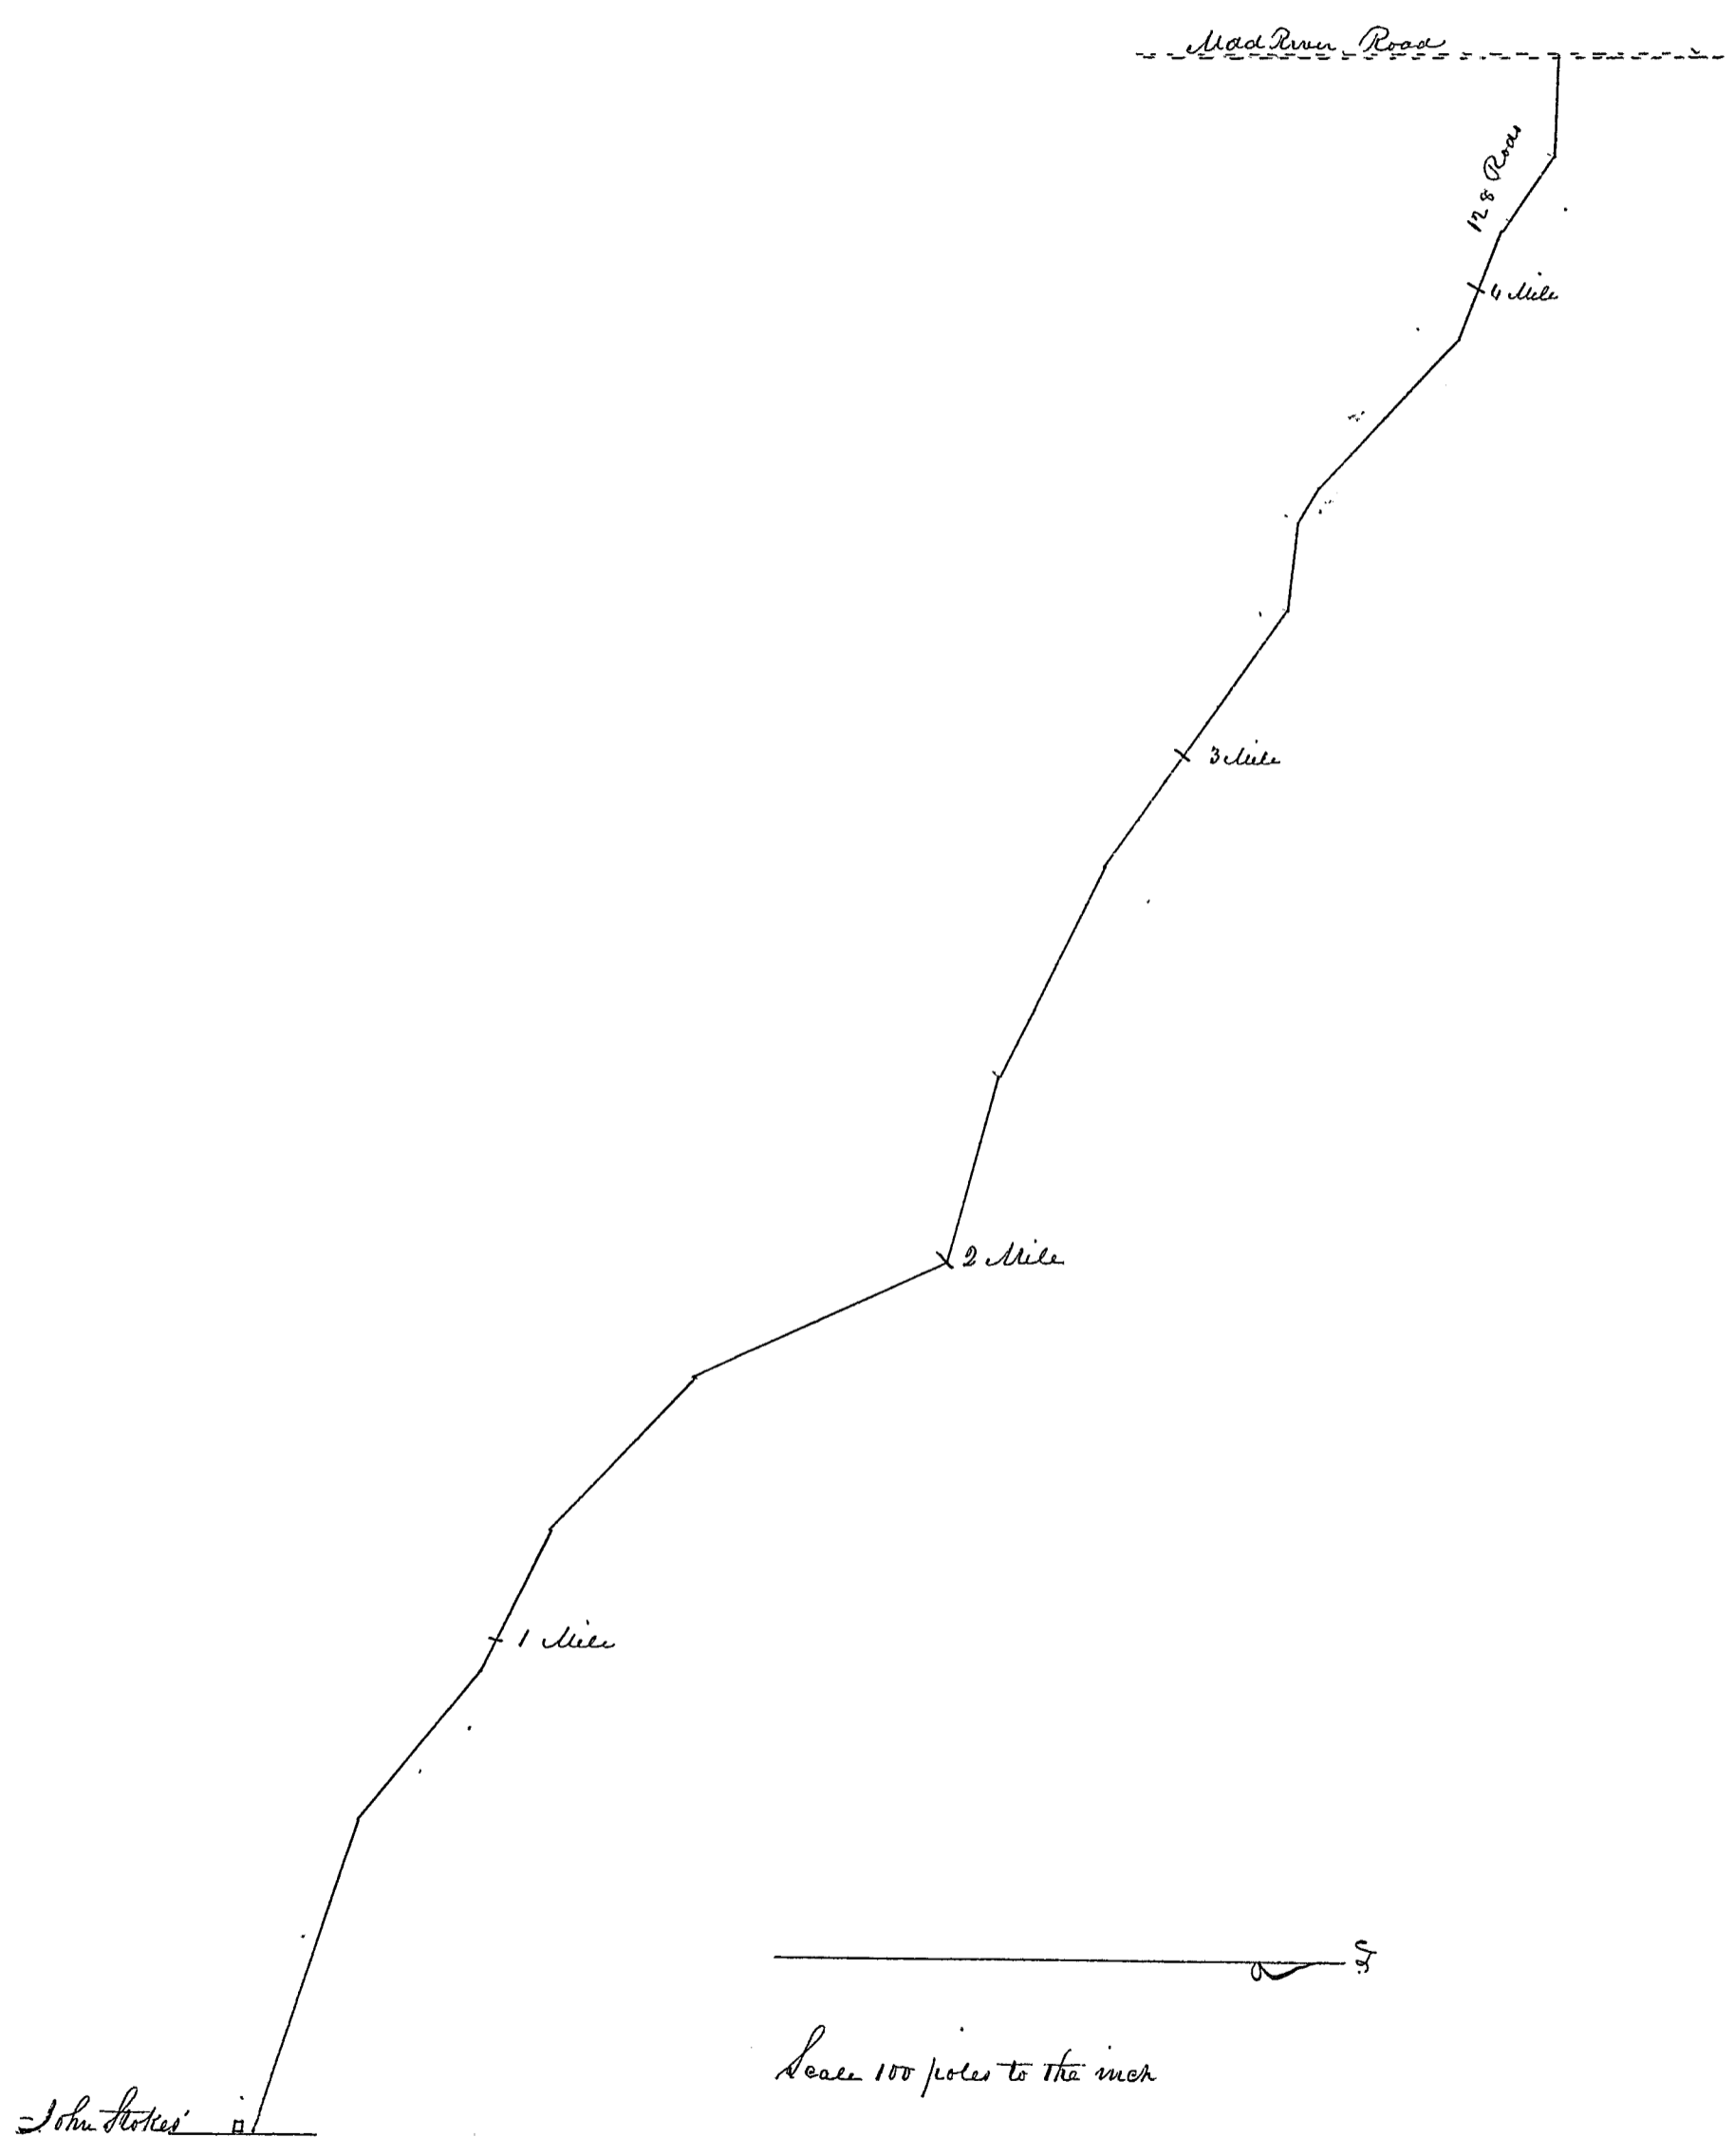 Mad River Road
128 Rods
4 Mile
3 Mile
2 Mile
1 Mile
Scale 100 poles to the inch
John Stokes'